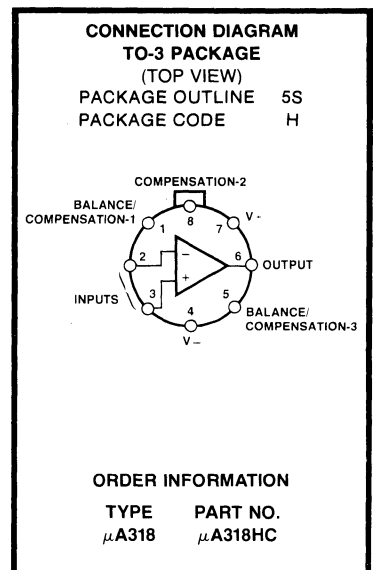 CONNECTION DIAGRAM
TO-3 PACKAGE
(TOP VIEW)
PACKAGE OUTLINE 5S
PACKAGE CODE H
COMPENSATION-2
BALANCE/
COMPENSATION-1
8
1
7
V+
2
−
6
OUTPUT
+
INPUTS
3
5
4
BALANCE/
COMPENSATION-3
V−
ORDER INFORMATION
TYPE PART NO.
μA318 μA318HC